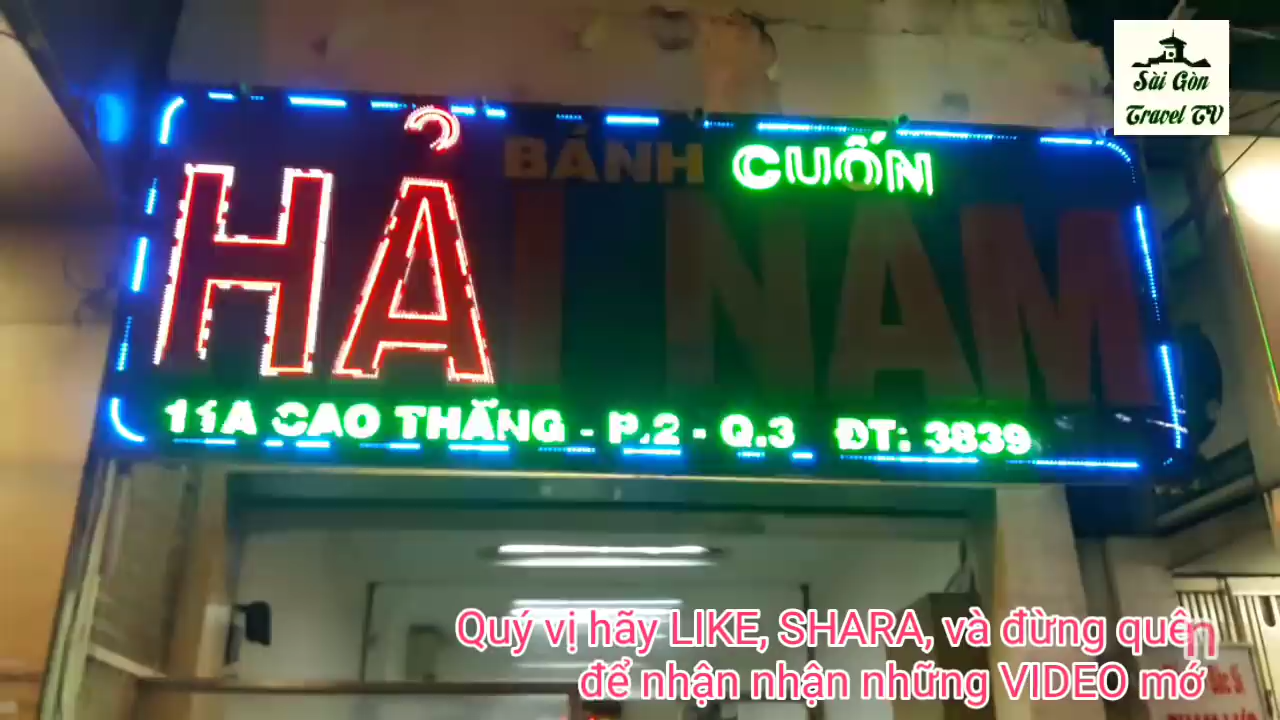 Sài Gòn
Travel TV
BÁNH CUỐN
HẢI NAM
11A CAO THẮNG - P.2 - Q.3 ĐT: 3839
Quý vị hãy LIKE, SHARA, và đừng quên
để nhận nhận những VIDEO mớ